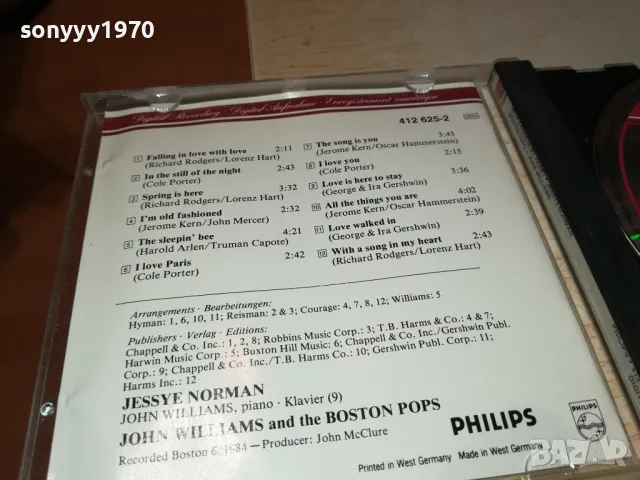 sonyyy1970
Digital Recording · Digital-Aufnahme · Enregistrement numérique
412 625-2
1 Falling in love with love 2:11
(Richard Rodgers/Lorenz Hart)
2 In the still of the night 2:43
(Cole Porter)
3 Spring is here 3:32
(Richard Rodgers/Lorenz Hart)
4 I'm old fashioned 2:32
(Jerome Kern/John Mercer)
5 The sleepin' bee 4:21
(Harold Arlen/Truman Capote)
6 I love Paris 2:42
(Cole Porter)
7 The song is you 3:43
(Jerome Kern/Oscar Hammerstein)
8 I love you 2:15
(Cole Porter)
9 Love is here to stay 3:36
(George & Ira Gershwin)
10 All the things you are 4:02
(Jerome Kern/Oscar Hammerstein)
11 Love walked in 2:39
(George & Ira Gershwin)
12 With a song in my heart 2:43
(Richard Rodgers/Lorenz Hart)
Arrangements · Bearbeitungen:
Hyman: 1, 6, 10, 11; Reisman: 2 & 3; Courage: 4, 7, 8, 12; Williams: 5
Publishers · Verlag · Editions:
Chappell & Co. Inc.: 1, 2, 8; Robbins Music Corp.: 3; T.B. Harms Co.: 4 & 7;
Harwin Music Corp.: 5; Buxton Hill Music: 6; Chappell & Co. Inc./Gershwin Publ.
Corp.: 9; Chappell & Co. Inc./T.B. Harms Co.: 10; Gershwin Publ. Corp.: 11;
Harms Inc.: 12
JESSYE NORMAN
JOHN WILLIAMS, piano · Klavier (9)
JOHN WILLIAMS and the BOSTON POPS
Recorded Boston 6/1984 – Producer: John McClure
PHILIPS
PHILIPS
Printed in West Germany Made in West Germany
BAZAR